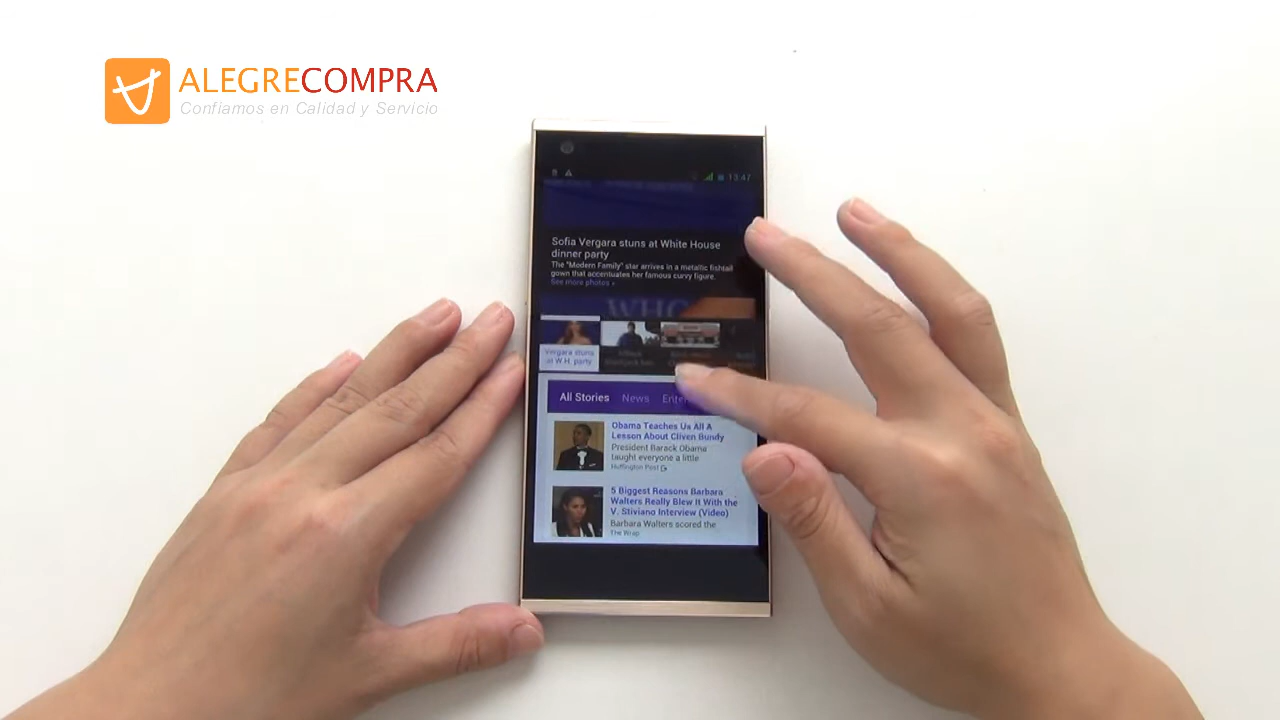 ALEGRECOMPRA
Confiamos en Calidad y Servicio
13:47
Sofia Vergara stuns at White House
dinner party
The "Modern Family" star arrives in a metallic fishtail
gown that accentuates her famous curvy figure.
See more photos »
WHC
Vergara stuns
at W.H. party
All Stories News Enter
Obama Teaches Us All A
Lesson About Cliven Bundy
President Barack Obama
taught everyone a little
Huffington Post
5 Biggest Reasons Barbara
Walters Really Blew It With the
V. Stiviano Interview (Video)
Barbara Walters scored the
The Wrap